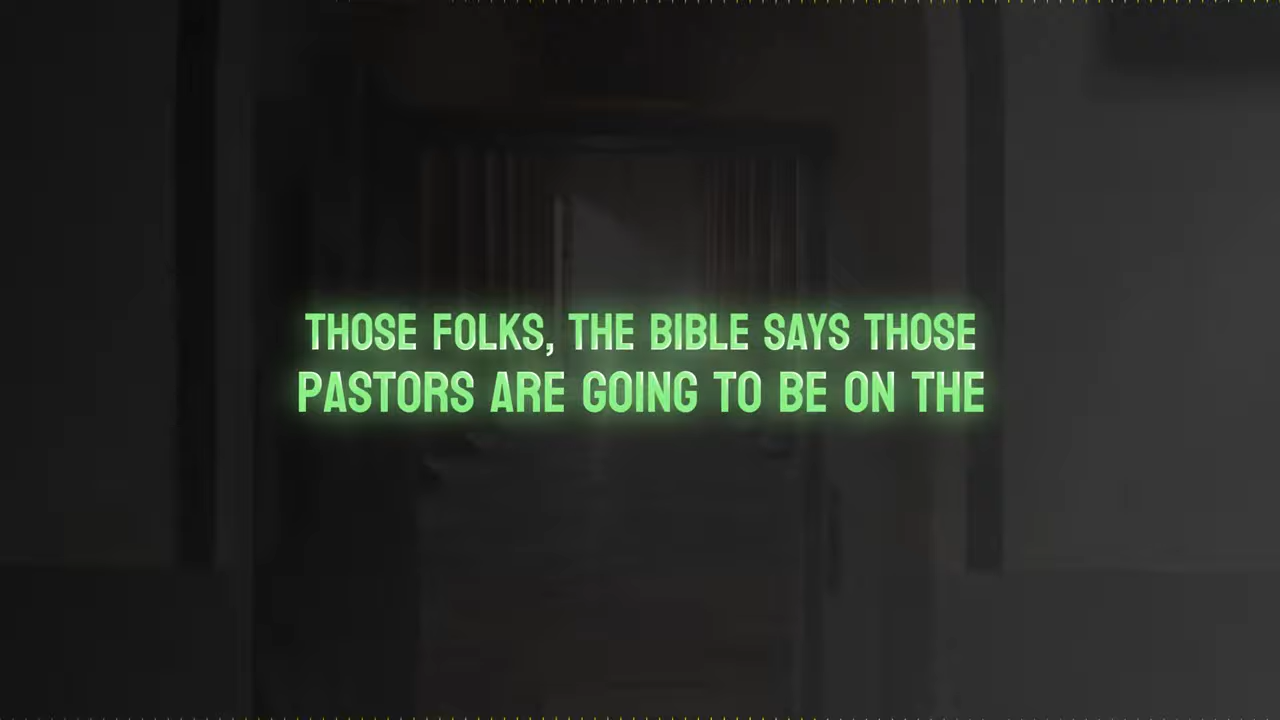 THOSE FOLKS, THE BIBLE SAYS THOSE
PASTORS ARE GOING TO BE ON THE